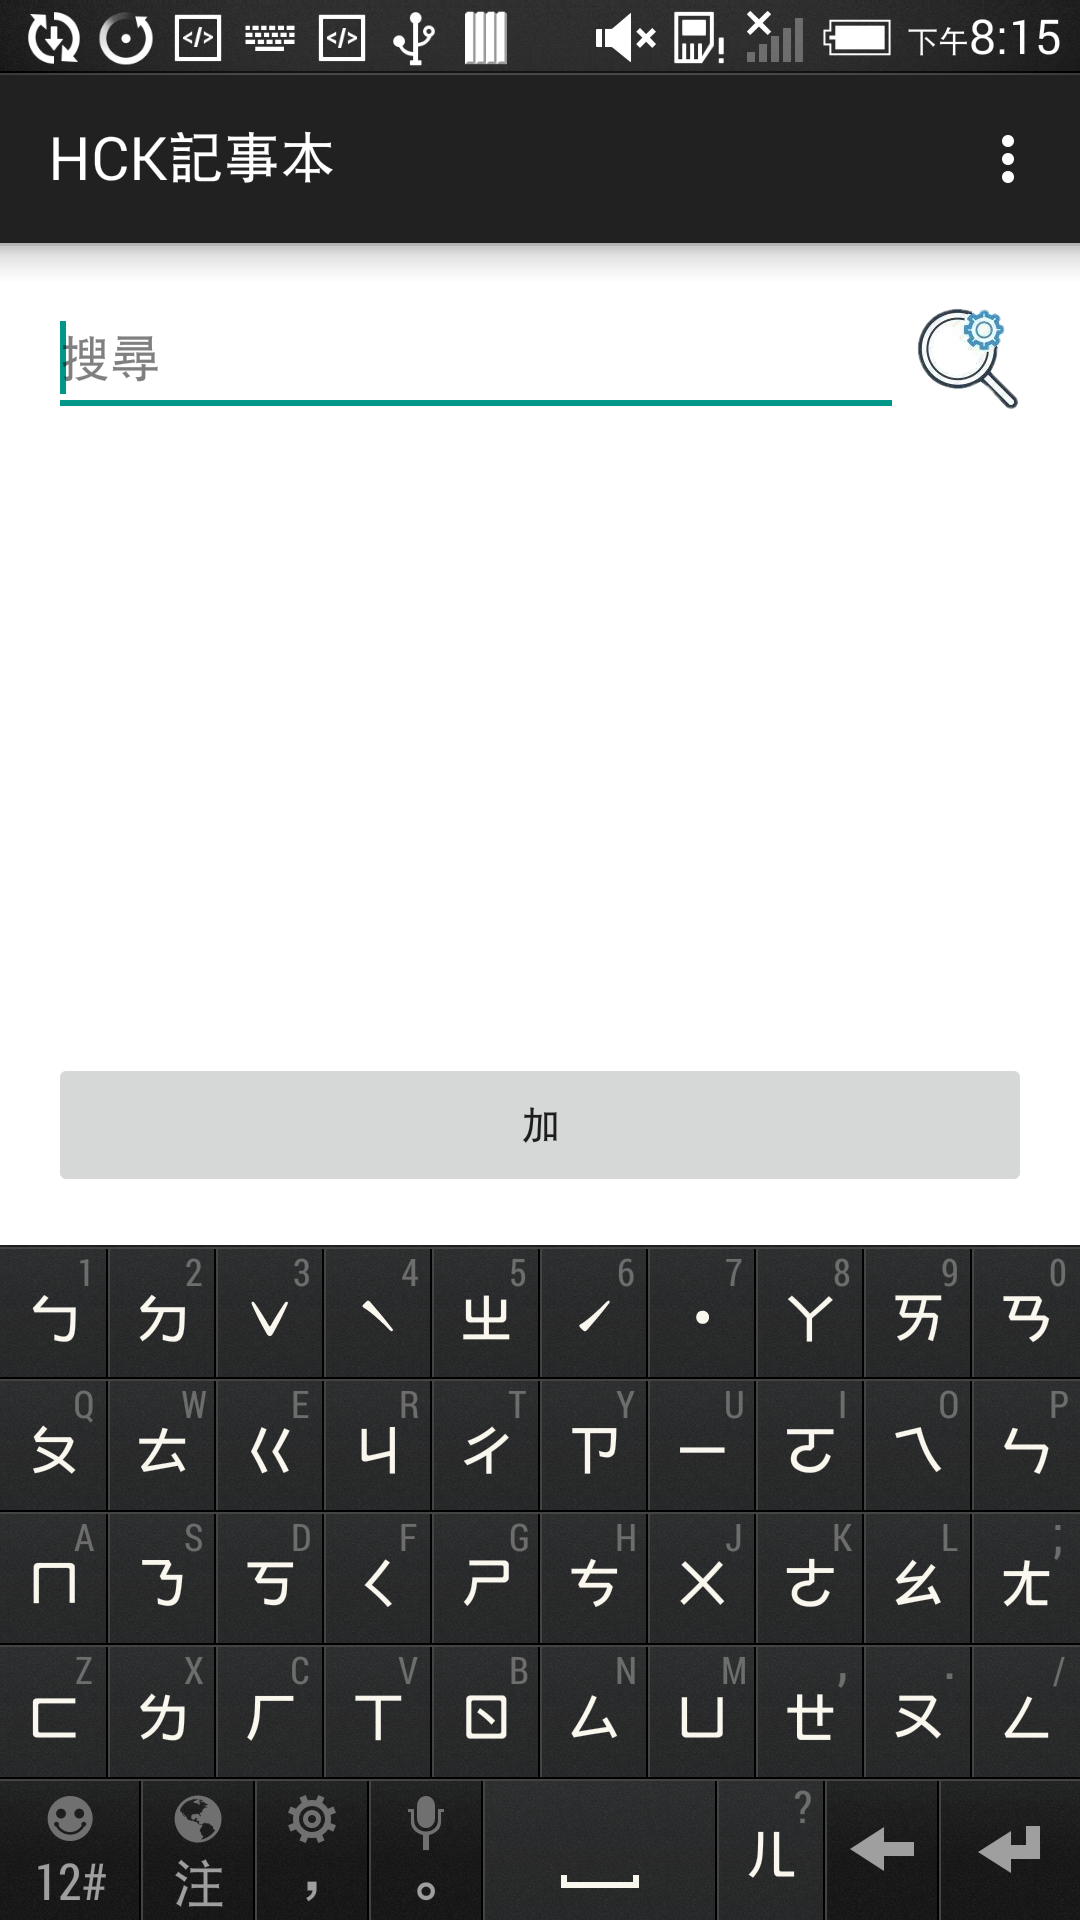 下午8:15
HCK記事本
搜尋
加
1 2 3 4 5 6 7 8 9 0
ㄅ ㄉ ˇ ˋ ㄓ ˊ ˙ ㄚ ㄞ ㄢ
Q W E R T Y U I O P
ㄆ ㄊ ㄍ ㄐ ㄔ ㄗ ㄧ ㄛ ㄟ ㄣ
A S D F G H J K L ;
ㄇ ㄋ ㄎ ㄑ ㄕ ㄘ ㄨ ㄜ ㄠ ㄤ
Z X C V B N M , . /
ㄈ ㄌ ㄏ ㄒ ㄖ ㄙ ㄩ ㄝ ㄡ ㄥ
?
12# 注 , 。 ㄦ